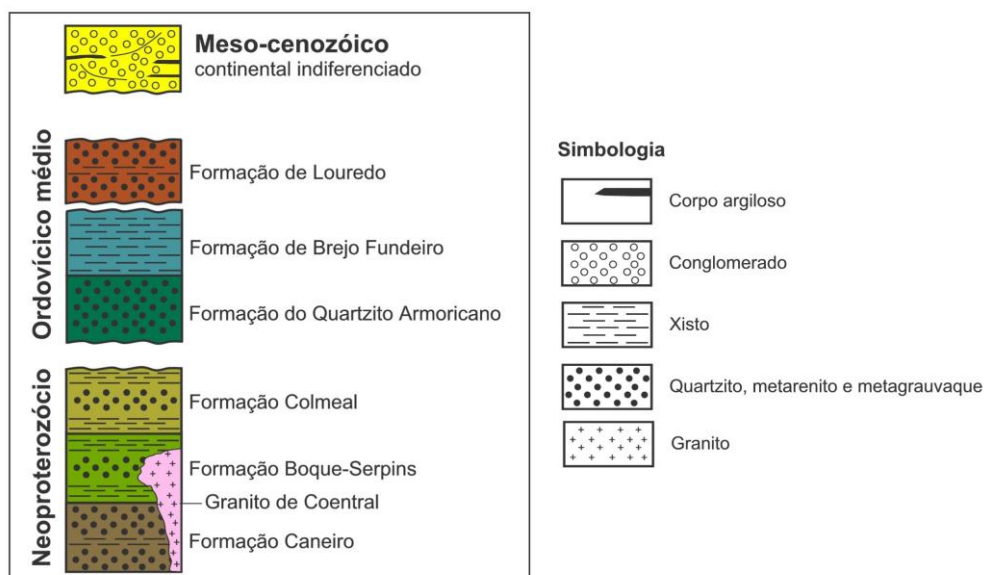 Meso-cenozóico
continental indiferenciado
Ordovícico médio
Formação de Louredo
Formação de Brejo Fundeiro
Formação do Quartzito Armoricano
Neoproterozócio
Formação Colmeal
Formação Boque-Serpins
Granito de Coentral
Formação Caneiro
Simbologia
Corpo argiloso
Conglomerado
Xisto
Quartzito, metarenito e metagrauvaque
Granito